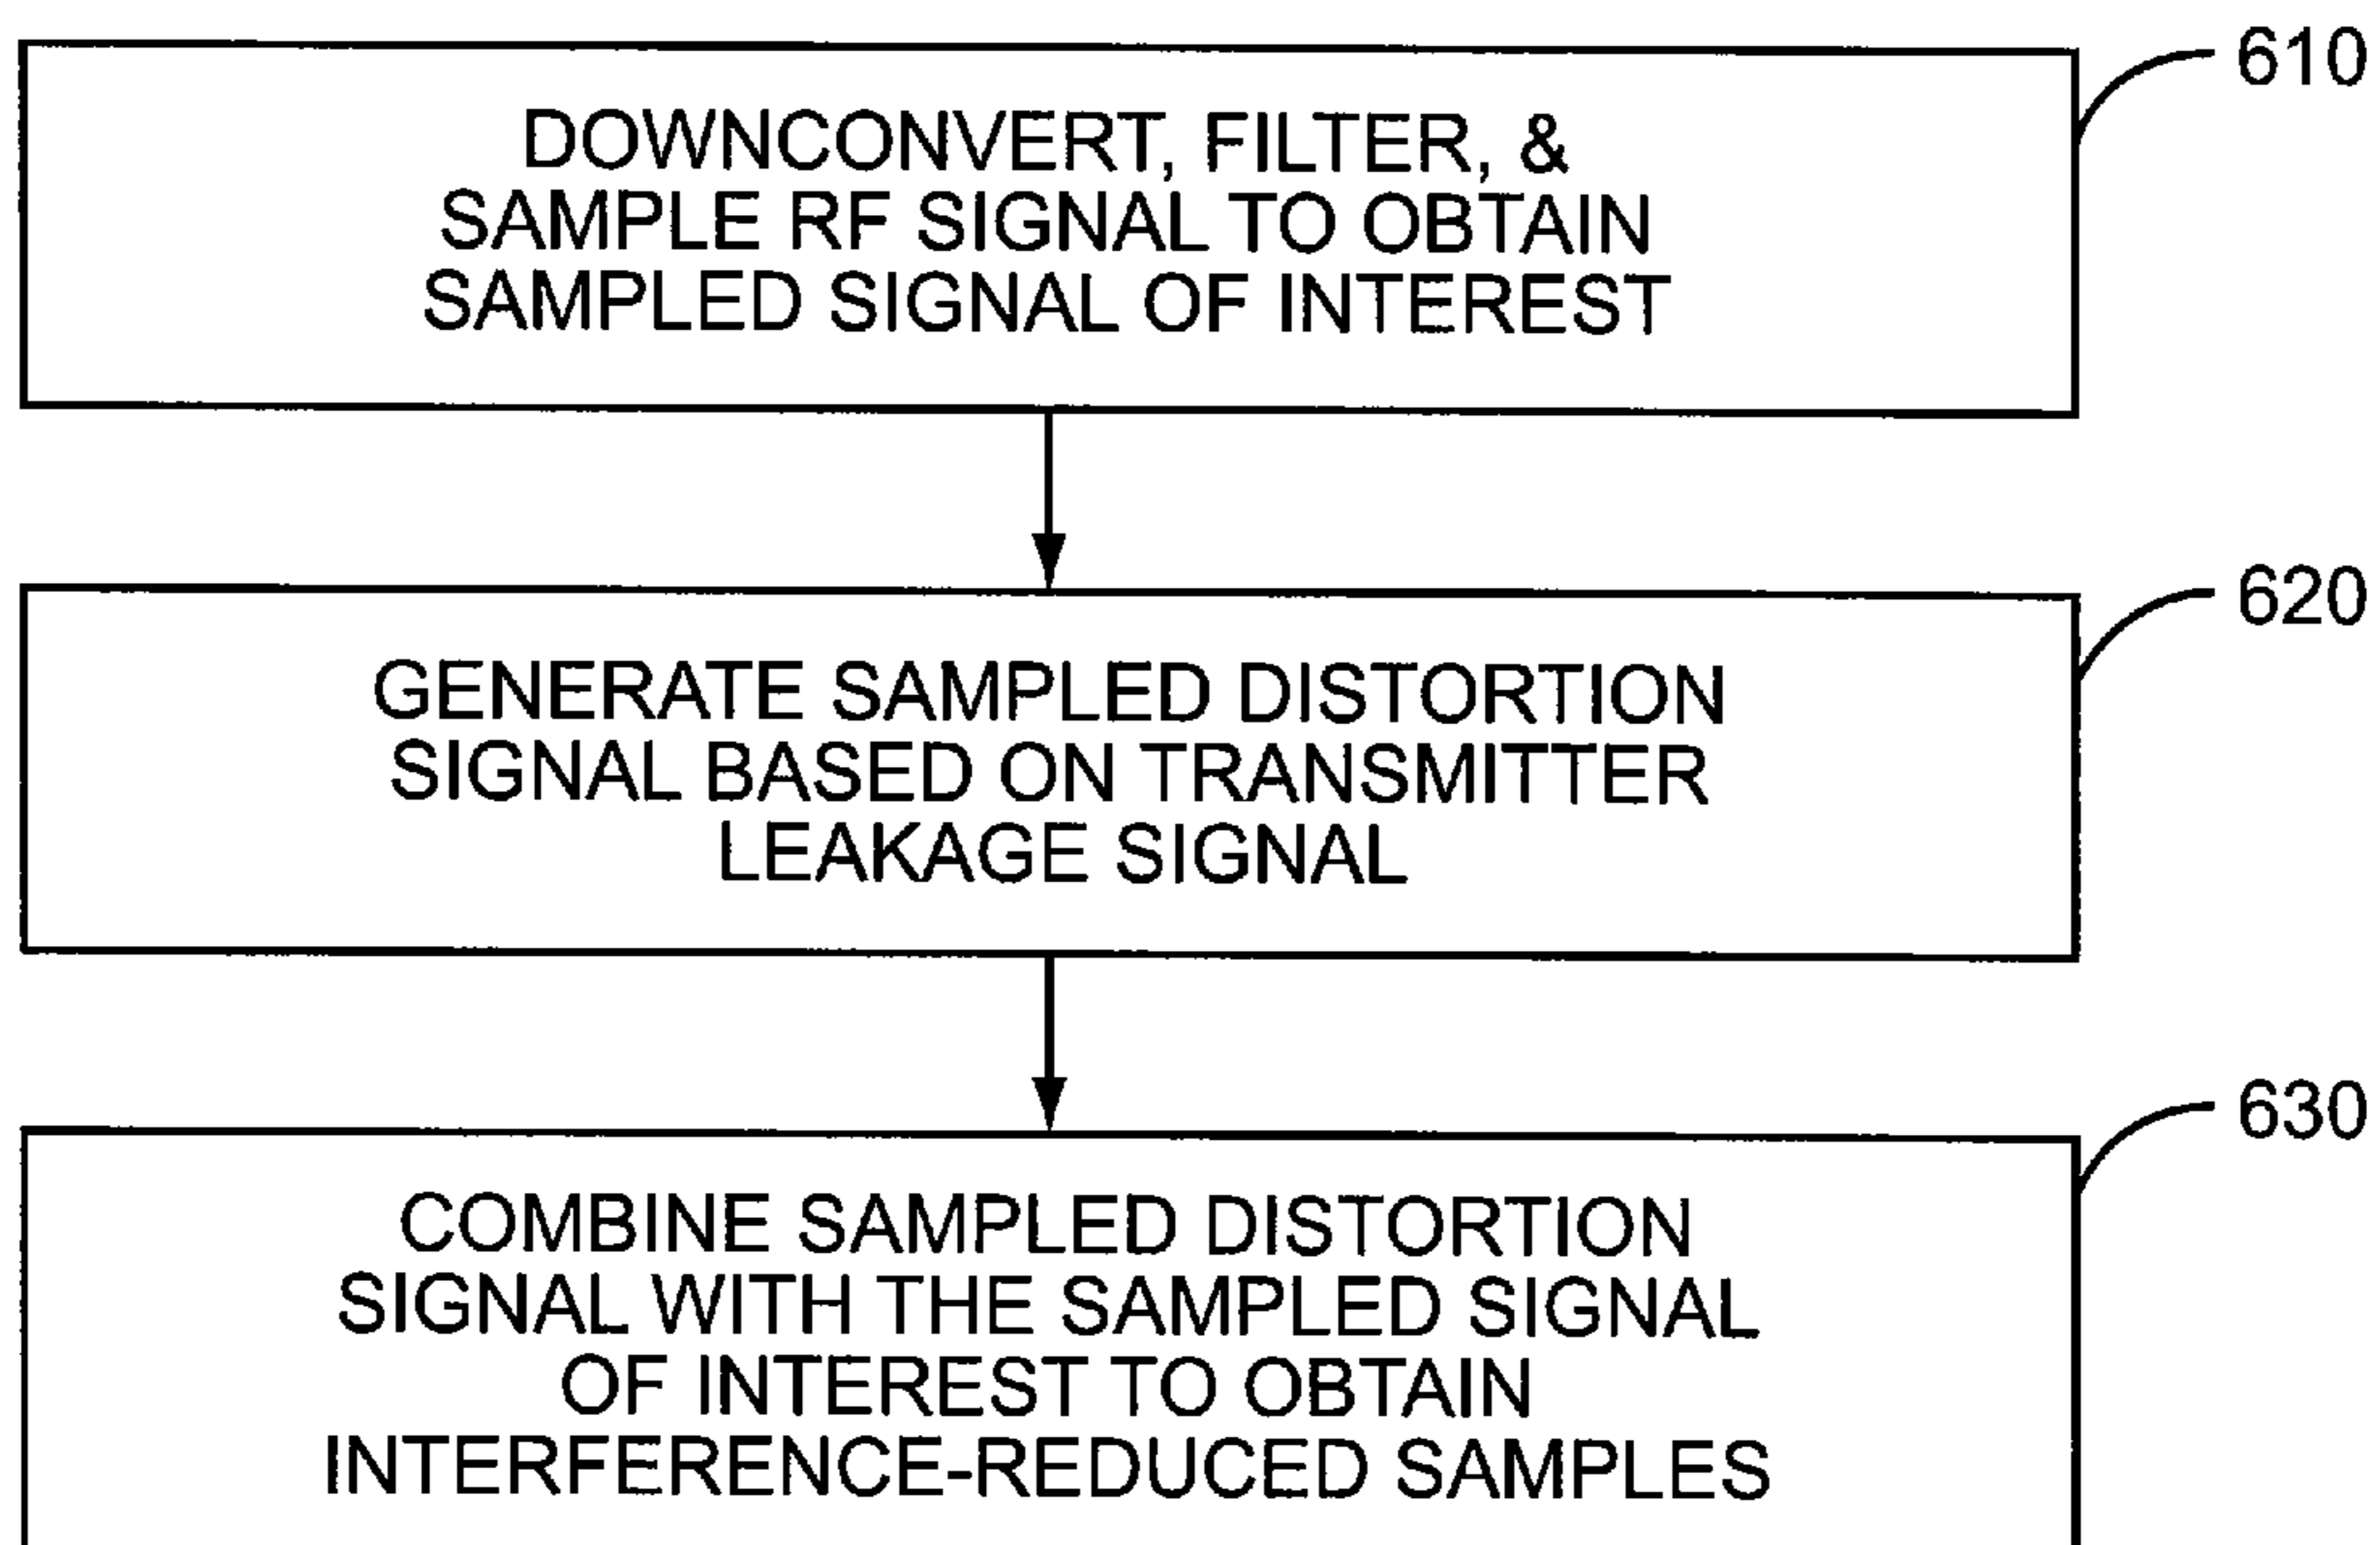 610
DOWNCONVERT, FILTER, &
SAMPLE RF SIGNAL TO OBTAIN
SAMPLED SIGNAL OF INTEREST
620
GENERATE SAMPLED DISTORTION
SIGNAL BASED ON TRANSMITTER
LEAKAGE SIGNAL
630
COMBINE SAMPLED DISTORTION
SIGNAL WITH THE SAMPLED SIGNAL
OF INTEREST TO OBTAIN
INTERFERENCE-REDUCED SAMPLES